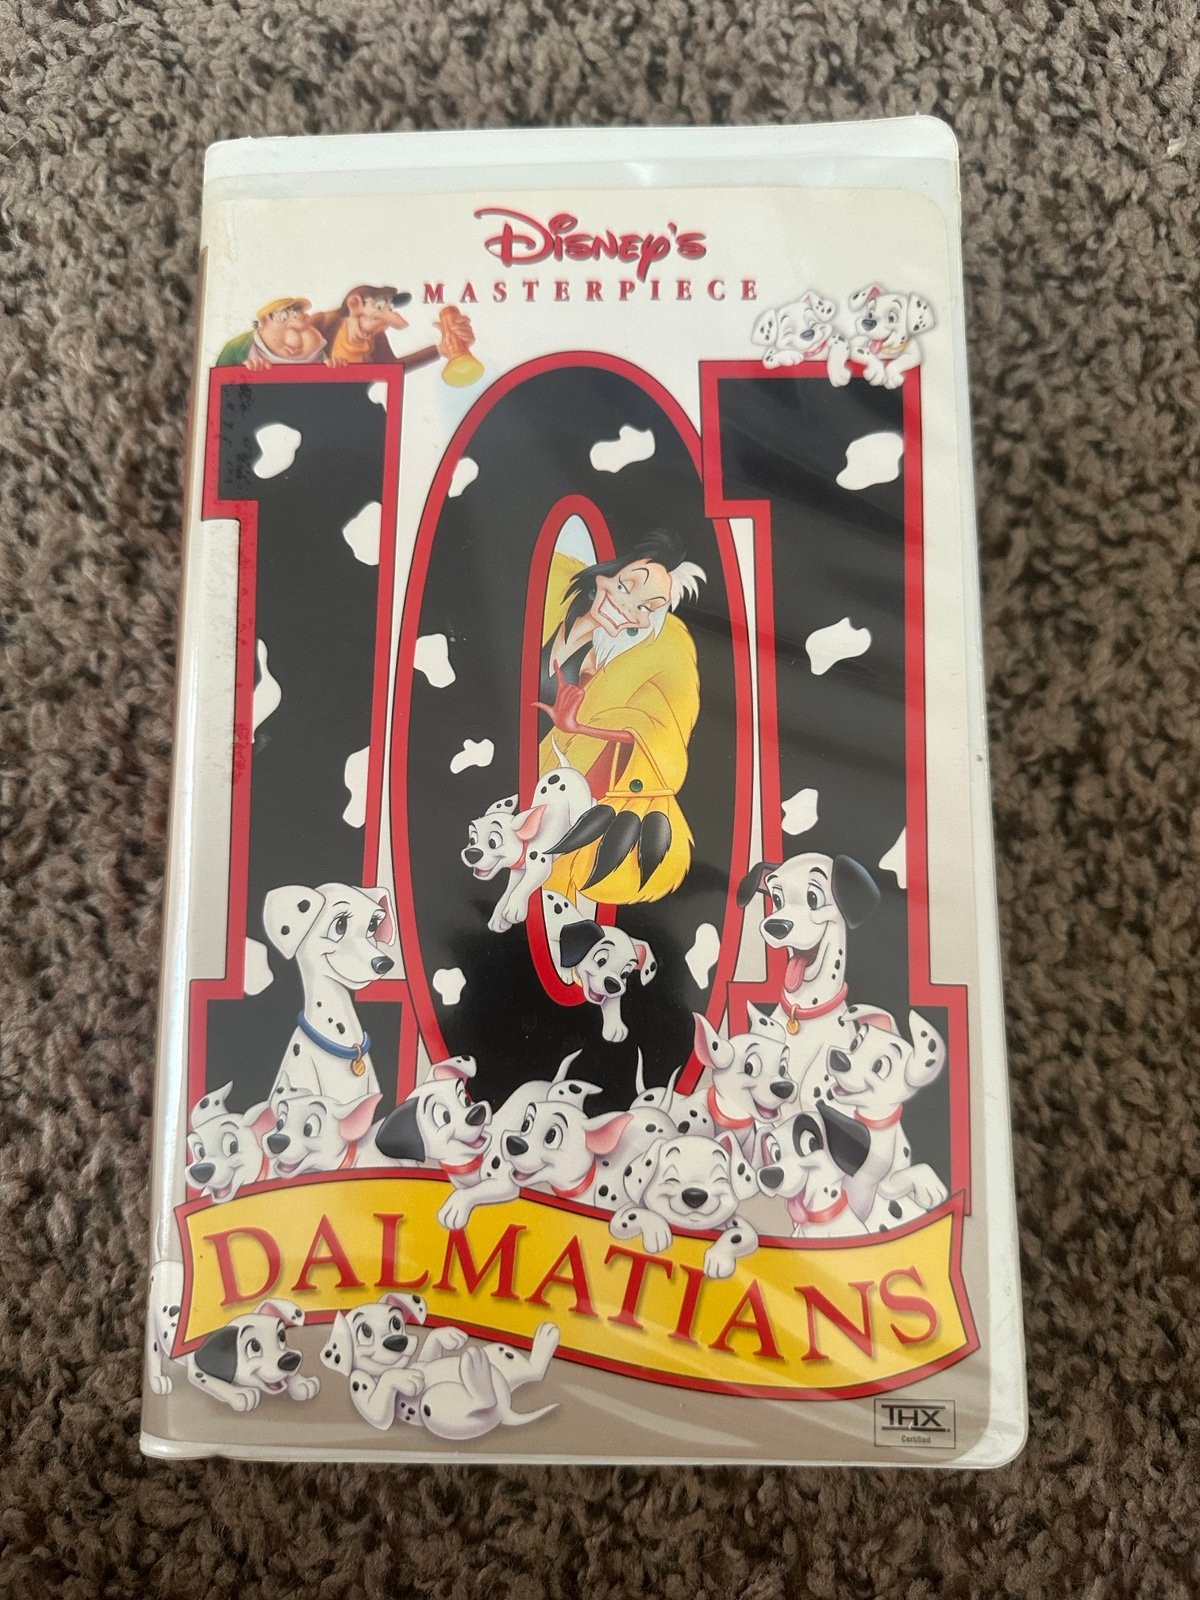 Disney's
MASTERPIECE
101
DALMATIANS
THX
Certified